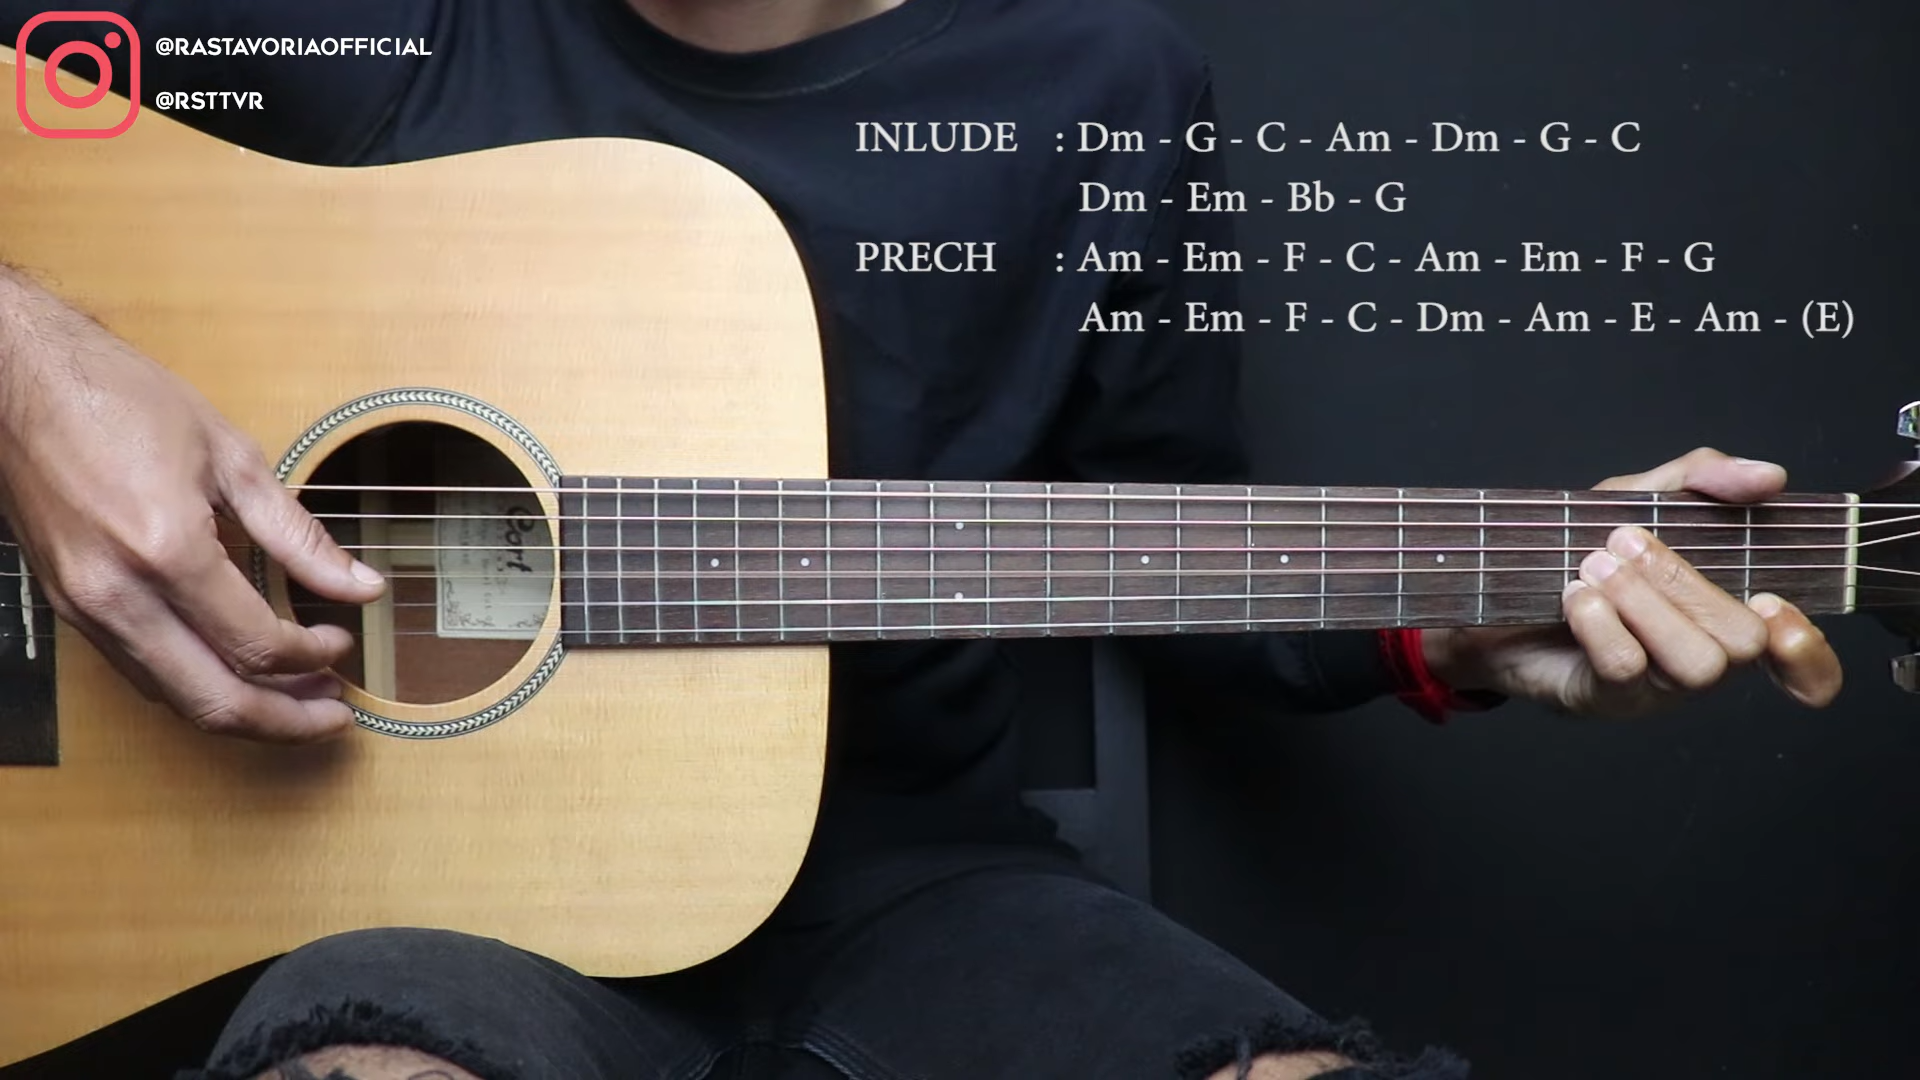 @RASTAVORIAOFFICIAL
@RSTTVR
INLUDE : Dm - G - C - Am - Dm - G - C
Dm - Em - Bb - G
PRECH : Am - Em - F - C - Am - Em - F - G
Am - Em - F - C - Dm - Am - E - Am - (E)
Cort